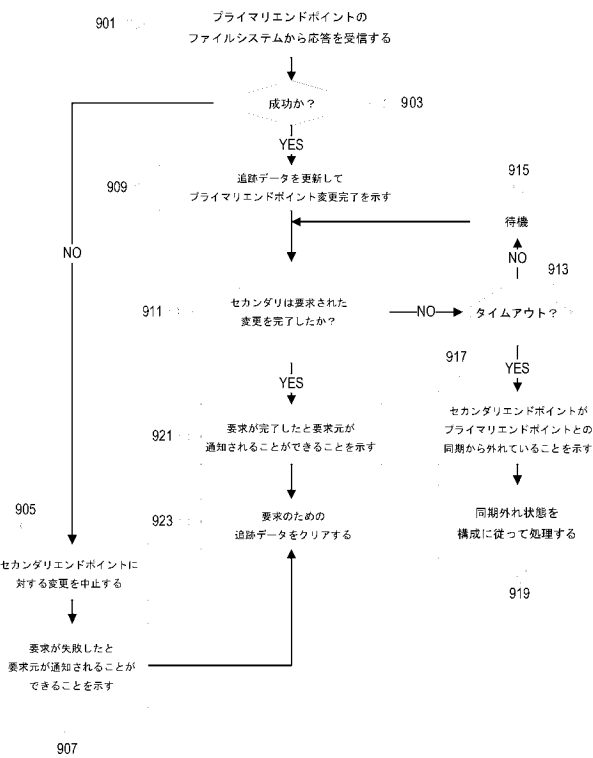 901
プライマリエンドポイントの
ファイルシステムから応答を受信する
成功か?
903
YES
909
追跡データを更新して
プライマリエンドポイント変更完了を示す
915
待機
NO
NO
913
911
セカンダリは要求された
変更を完了したか?
NO
タイムアウト?
917
YES
YES
921
要求が完了したと要求元が
通知されることができることを示す
セカンダリエンドポイントが
プライマリエンドポイントとの
同期から外れていることを示す
923
要求のための
追跡データをクリアする
同期外れ状態を
構成に従って処理する
919
905
セカンダリエンドポイントに
対する変更を中止する
要求が失敗したと
要求元が通知されることが
できることを示す
907